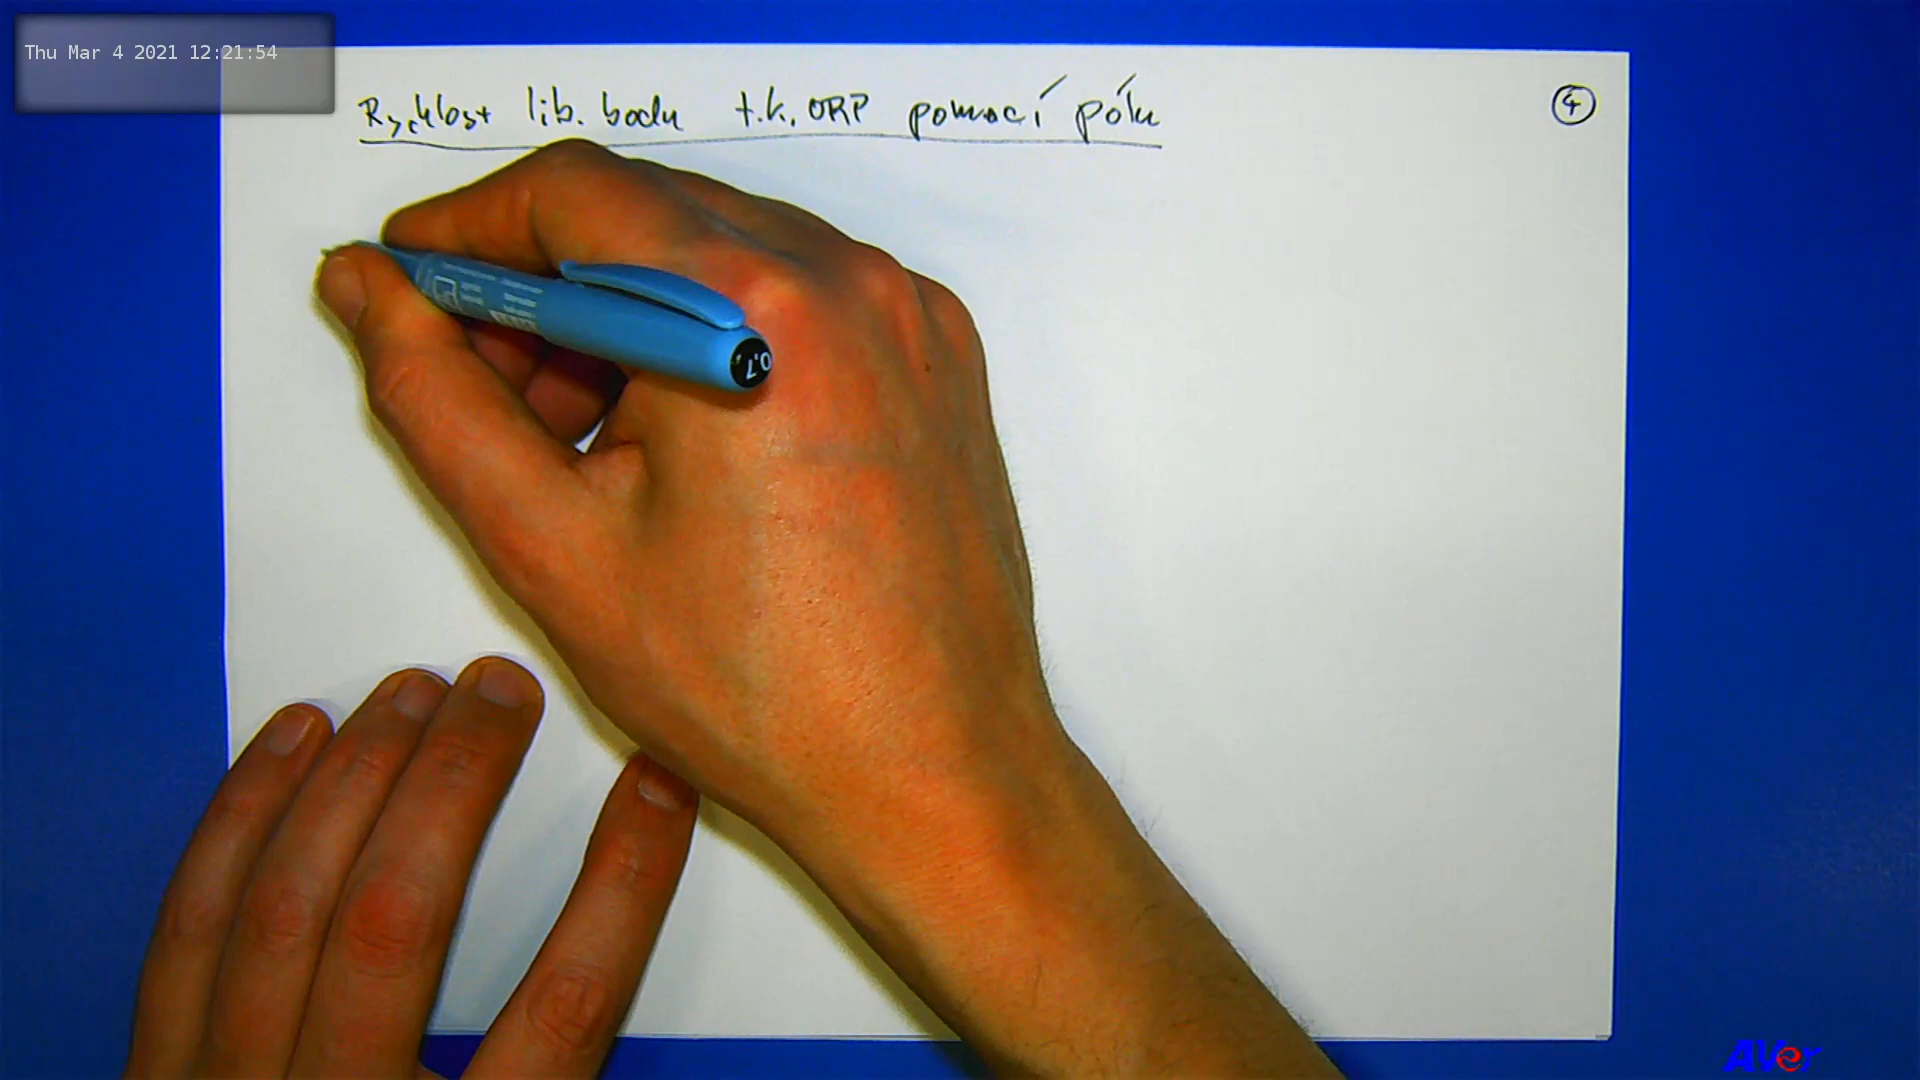 Thu Mar 4 2021 12:21:54
Rychlost lib. bodu t.k. ORP pomocí pólu
4
0.7
AVer